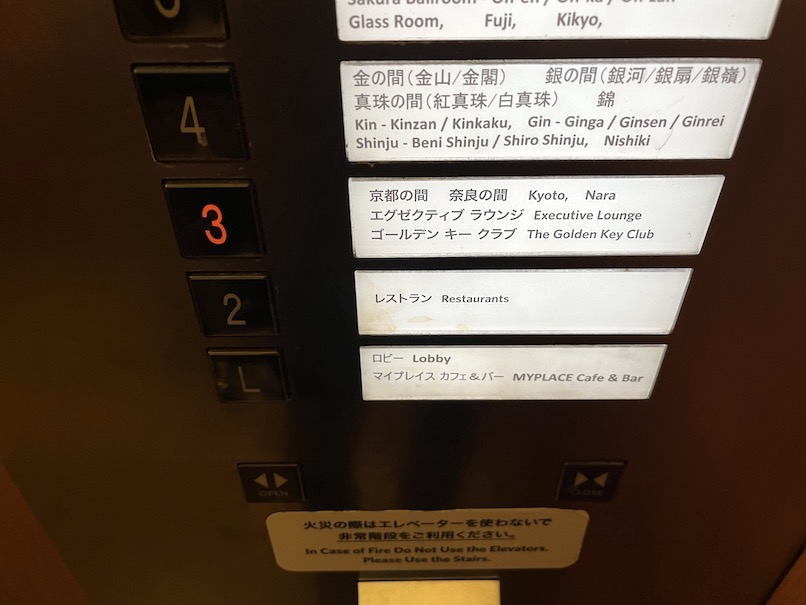 Glass Room, Fuji, Kikyo,
4
金の間（金山/金閣） 銀の間（銀河/銀扇/銀嶺）
真珠の間（紅真珠/白真珠） 錦
Kin - Kinzan / Kinkaku, Gin - Ginga / Ginsen / Ginrei
Shinju - Beni Shinju / Shiro Shinju, Nishiki
3
京都の間 奈良の間 Kyoto, Nara
エグゼクティブ ラウンジ Executive Lounge
ゴールデン キー クラブ The Golden Key Club
2
レストラン Restaurants
L
ロビー Lobby
マイプレイス カフェ＆バー MYPLACE Cafe & Bar
OPEN
CLOSE
火災の際はエレベーターを使わないで
非常階段をご利用ください。
In Case of Fire Do Not Use the Elevators.
Please Use the Stairs.